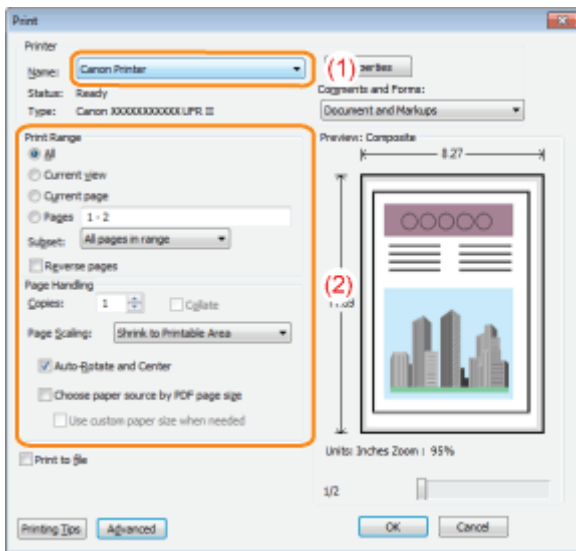 Print
Printer
Name: Canon Printer (1)
Status: Ready
Type: Canon XXXXXXXXXXX UFR II
Comments and Forms:
Document and Markups
Print Range
All
Current view
Current page
Pages 1 - 2
Subset: All pages in range
Reverse pages
Page Handling
Copies: 1 Collate
Page Scaling: Shrink to Printable Area
Auto-Rotate and Center
Choose paper source by PDF page size
Use custom paper size when needed
Print to file
Preview: Composite
8.27
(2)
Units: Inches Zoom : 95%
1/2
Printing Tips Advanced OK Cancel